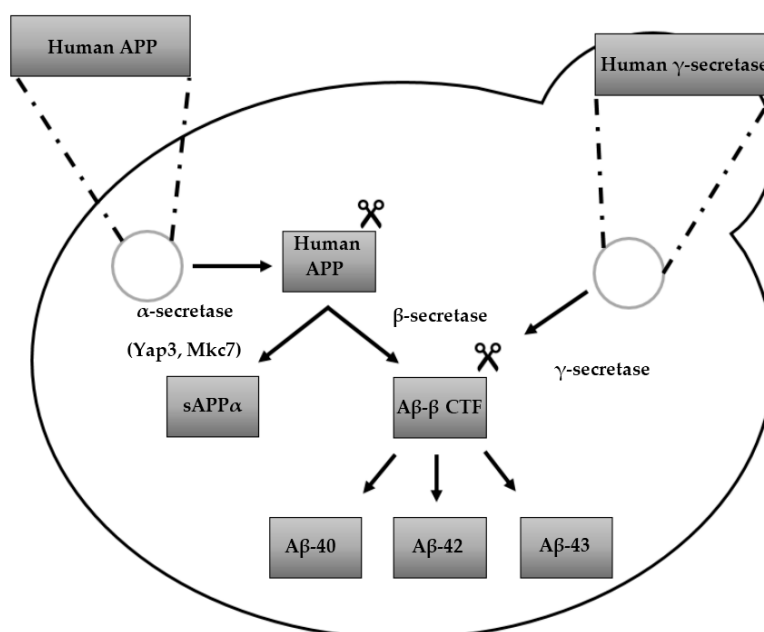 Human APP
Human γ-secretase
Human
APP
α-secretase
β-secretase
(Yap3, Mkc7)
γ-secretase
sAPPα
Aβ-β CTF
Aβ-40
Aβ-42
Aβ-43